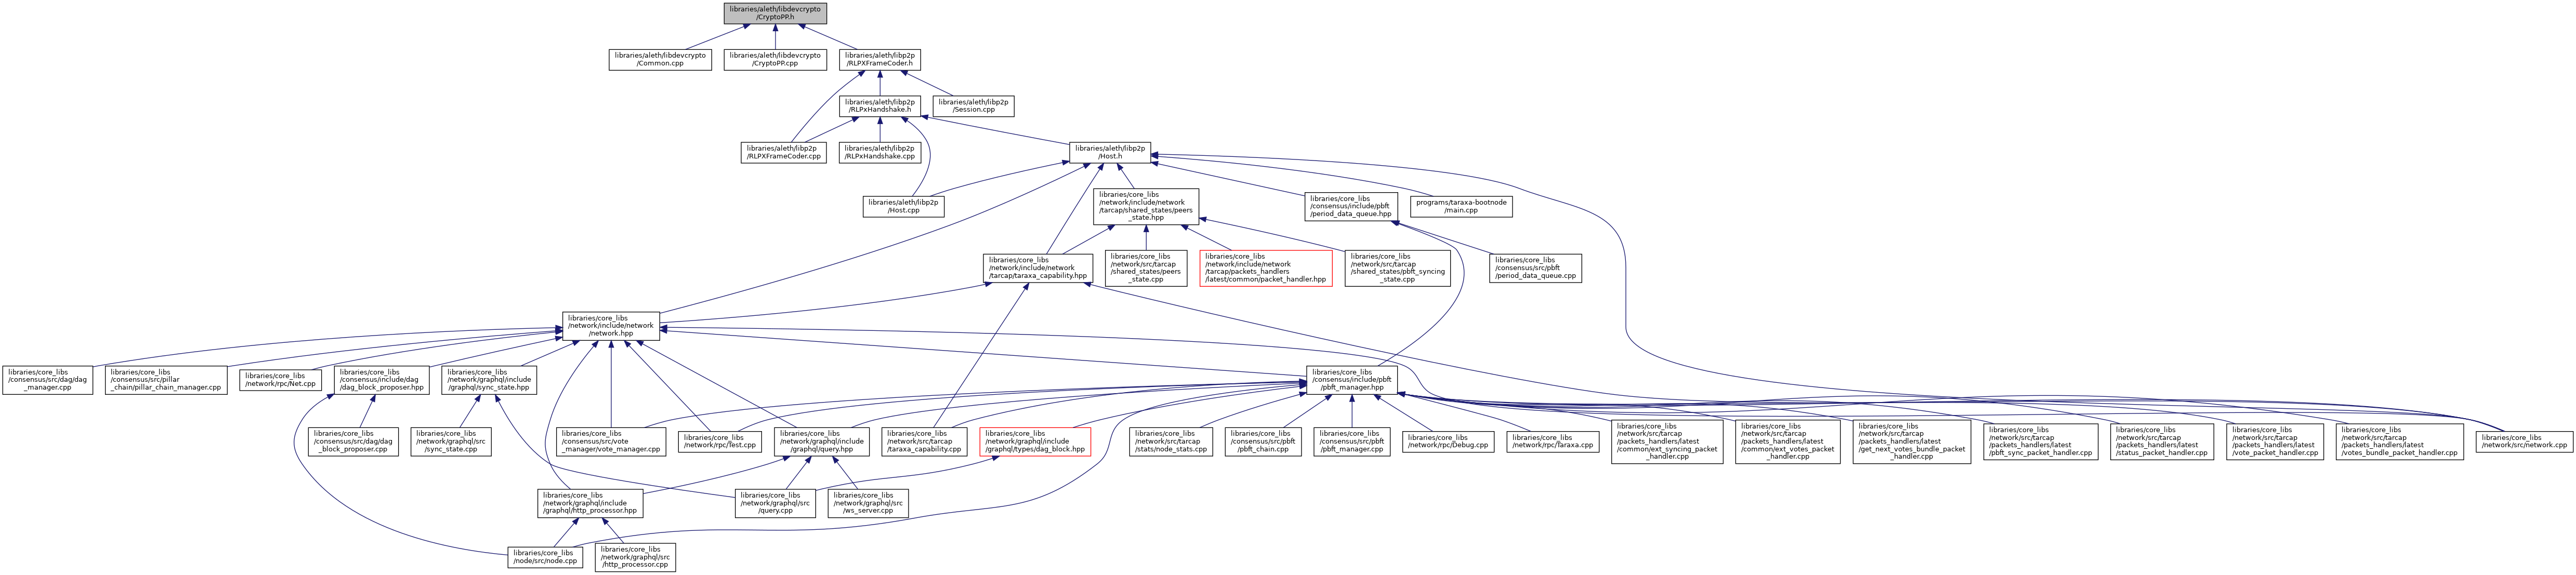 libraries/aleth/libdevcrypto
/CryptoPP.h
libraries/aleth/libdevcrypto
/Common.cpp
libraries/aleth/libdevcrypto
/CryptoPP.cpp
libraries/aleth/libp2p
/RLPXFrameCoder.h
libraries/aleth/libp2p
/RLPxHandshake.h
libraries/aleth/libp2p
/Session.cpp
libraries/aleth/libp2p
/RLPXFrameCoder.cpp
libraries/aleth/libp2p
/RLPxHandshake.cpp
libraries/aleth/libp2p
/Host.h
libraries/aleth/libp2p
/Host.cpp
libraries/core_libs
/network/include/network
/tarcap/shared_states/peers
_state.hpp
libraries/core_libs
/consensus/include/pbft
/period_data_queue.hpp
programs/taraxa-bootnode
/main.cpp
libraries/core_libs
/network/include/network
/tarcap/taraxa_capability.hpp
libraries/core_libs
/network/src/tarcap
/shared_states/peers
_state.cpp
libraries/core_libs
/network/include/network
/tarcap/packets_handlers
/latest/common/packet_handler.hpp
libraries/core_libs
/network/src/tarcap
/shared_states/pbft_syncing
_state.cpp
libraries/core_libs
/consensus/src/pbft
/period_data_queue.cpp
libraries/core_libs
/network/include/network
/network.hpp
libraries/core_libs
/consensus/src/dag/dag
_manager.cpp
libraries/core_libs
/consensus/src/pillar
_chain/pillar_chain_manager.cpp
libraries/core_libs
/network/rpc/Net.cpp
libraries/core_libs
/consensus/include/dag
/dag_block_proposer.hpp
libraries/core_libs
/network/graphql/include
/graphql/sync_state.hpp
libraries/core_libs
/consensus/include/pbft
/pbft_manager.hpp
libraries/core_libs
/consensus/src/dag/dag
_block_proposer.cpp
libraries/core_libs
/network/graphql/src
/sync_state.cpp
libraries/core_libs
/consensus/src/vote
_manager/vote_manager.cpp
libraries/core_libs
/network/rpc/Test.cpp
libraries/core_libs
/network/graphql/include
/graphql/query.hpp
libraries/core_libs
/network/src/tarcap
/taraxa_capability.cpp
libraries/core_libs
/network/graphql/include
/graphql/types/dag_block.hpp
libraries/core_libs
/network/src/tarcap
/stats/node_stats.cpp
libraries/core_libs
/consensus/src/pbft
/pbft_chain.cpp
libraries/core_libs
/consensus/src/pbft
/pbft_manager.cpp
libraries/core_libs
/network/rpc/Debug.cpp
libraries/core_libs
/network/rpc/Taraxa.cpp
libraries/core_libs
/network/src/tarcap
/packets_handlers/latest
/common/ext_syncing_packet
_handler.cpp
libraries/core_libs
/network/src/tarcap
/packets_handlers/latest
/common/ext_votes_packet
_handler.cpp
libraries/core_libs
/network/src/tarcap
/packets_handlers/latest
/get_next_votes_bundle_packet
_handler.cpp
libraries/core_libs
/network/src/tarcap
/packets_handlers/latest
/pbft_sync_packet_handler.cpp
libraries/core_libs
/network/src/tarcap
/packets_handlers/latest
/status_packet_handler.cpp
libraries/core_libs
/network/src/tarcap
/packets_handlers/latest
/vote_packet_handler.cpp
libraries/core_libs
/network/src/tarcap
/packets_handlers/latest
/votes_bundle_packet_handler.cpp
libraries/core_libs
/network/src/network.cpp
libraries/core_libs
/network/graphql/include
/graphql/http_processor.hpp
libraries/core_libs
/network/graphql/src
/query.cpp
libraries/core_libs
/network/graphql/src
/ws_server.cpp
libraries/core_libs
/node/src/node.cpp
libraries/core_libs
/network/graphql/src
/http_processor.cpp